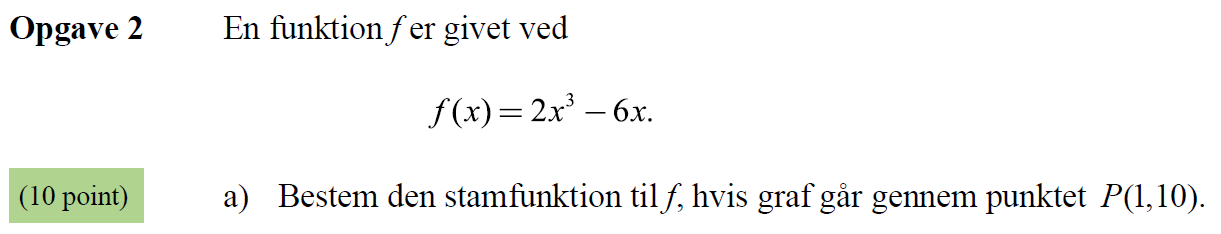 Opgave 2 En funktion f er givet ved
f(x) = 2x³ − 6x.
(10 point) a) Bestem den stamfunktion til f, hvis graf går gennem punktet P(1,10).